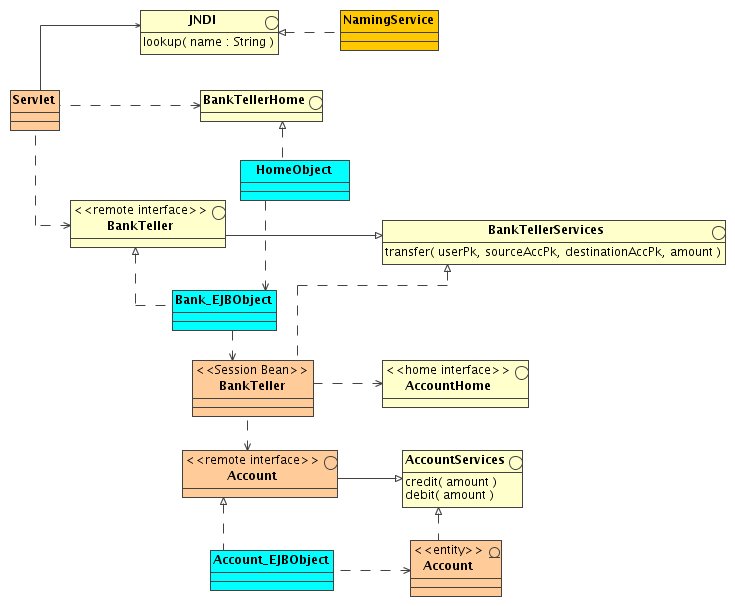 JNDI
lookup( name : String )
NamingService
Servlet
BankTellerHome
HomeObject
<<remote interface>>
BankTeller
BankTellerServices
transfer( userPk, sourceAccPk, destinationAccPk, amount )
Bank_EJBObject
<<Session Bean>>
BankTeller
<<home interface>>
AccountHome
<<remote interface>>
Account
AccountServices
credit( amount )
debit( amount )
Account_EJBObject
<<entity>>
Account